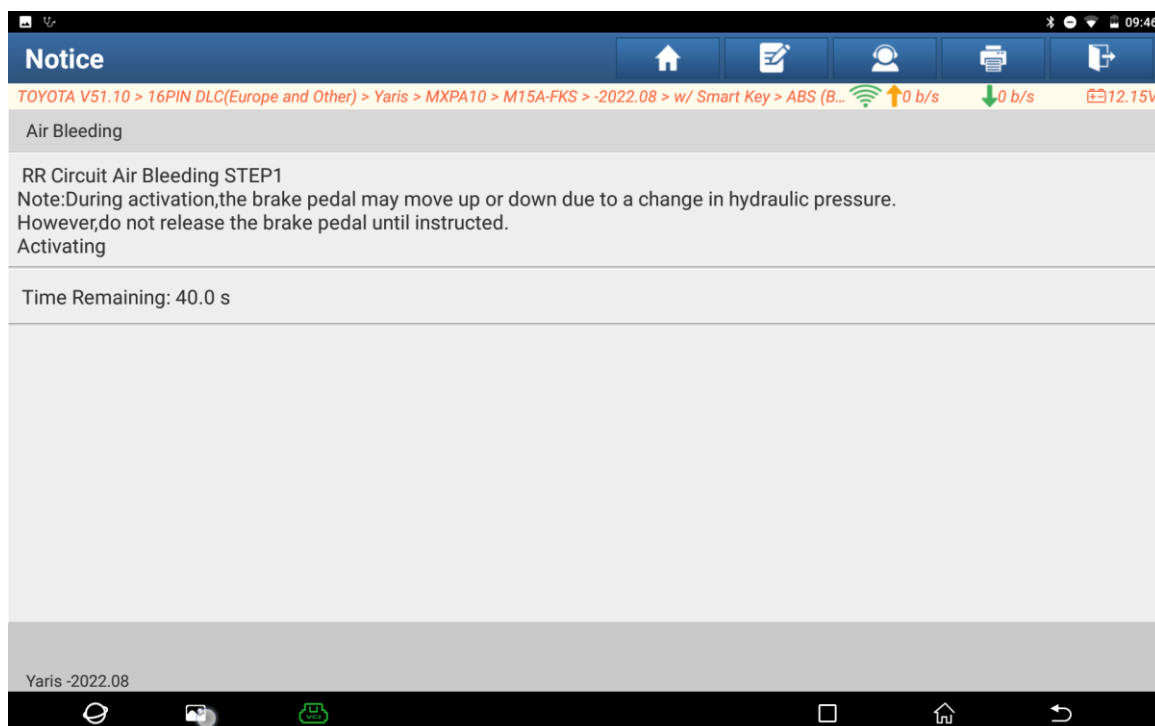 09:46
Notice
TOYOTA V51.10 > 16PIN DLC(Europe and Other) > Yaris > MXPA10 > M15A-FKS > -2022.08 > w/ Smart Key > ABS (B... 0 b/s 0 b/s 12.15V
Air Bleeding
RR Circuit Air Bleeding STEP1
Note:During activation,the brake pedal may move up or down due to a change in hydraulic pressure.
However,do not release the brake pedal until instructed.
Activating
Time Remaining: 40.0 s
Yaris -2022.08
VCI